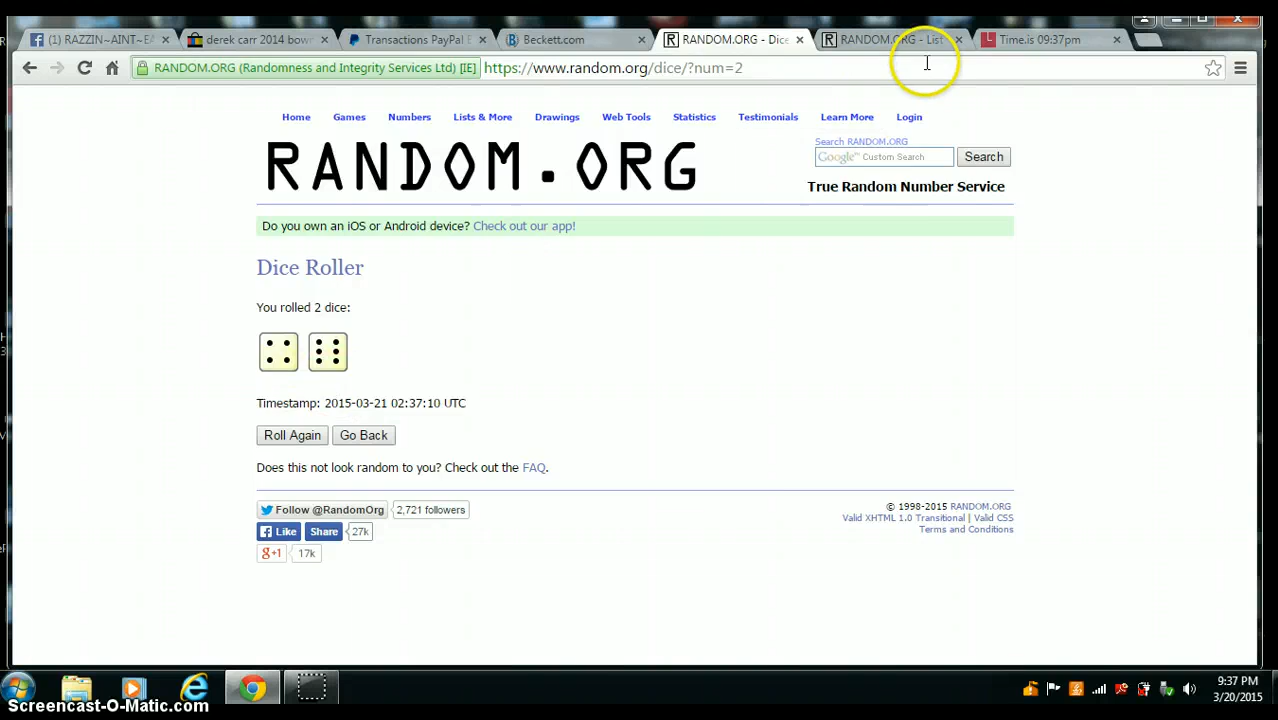 (1) RAZZIN~AINT~EA
derek carr 2014 bown
Transactions PayPal E
Beckett.com
RANDOM.ORG - Dice
RANDOM.ORG - List
Time.is 09:37pm
RANDOM.ORG (Randomness and Integrity Services Ltd) [IE]
https://www.random.org/dice/?num=2
Home Games Numbers Lists & More Drawings Web Tools Statistics Testimonials Learn More Login
RANDOM.ORG
Search RANDOM.ORG
Google™ Custom Search
Search
True Random Number Service
Do you own an iOS or Android device? Check out our app!
Dice Roller
You rolled 2 dice:
Timestamp: 2015-03-21 02:37:10 UTC
Roll Again Go Back
Does this not look random to you? Check out the FAQ.
Follow @RandomOrg 2,721 followers
Like Share 27k
g+1 17k
© 1998-2015 RANDOM.ORG
Valid XHTML 1.0 Transitional | Valid CSS
Terms and Conditions
9:37 PM
3/20/2015
Screencast-O-Matic.com